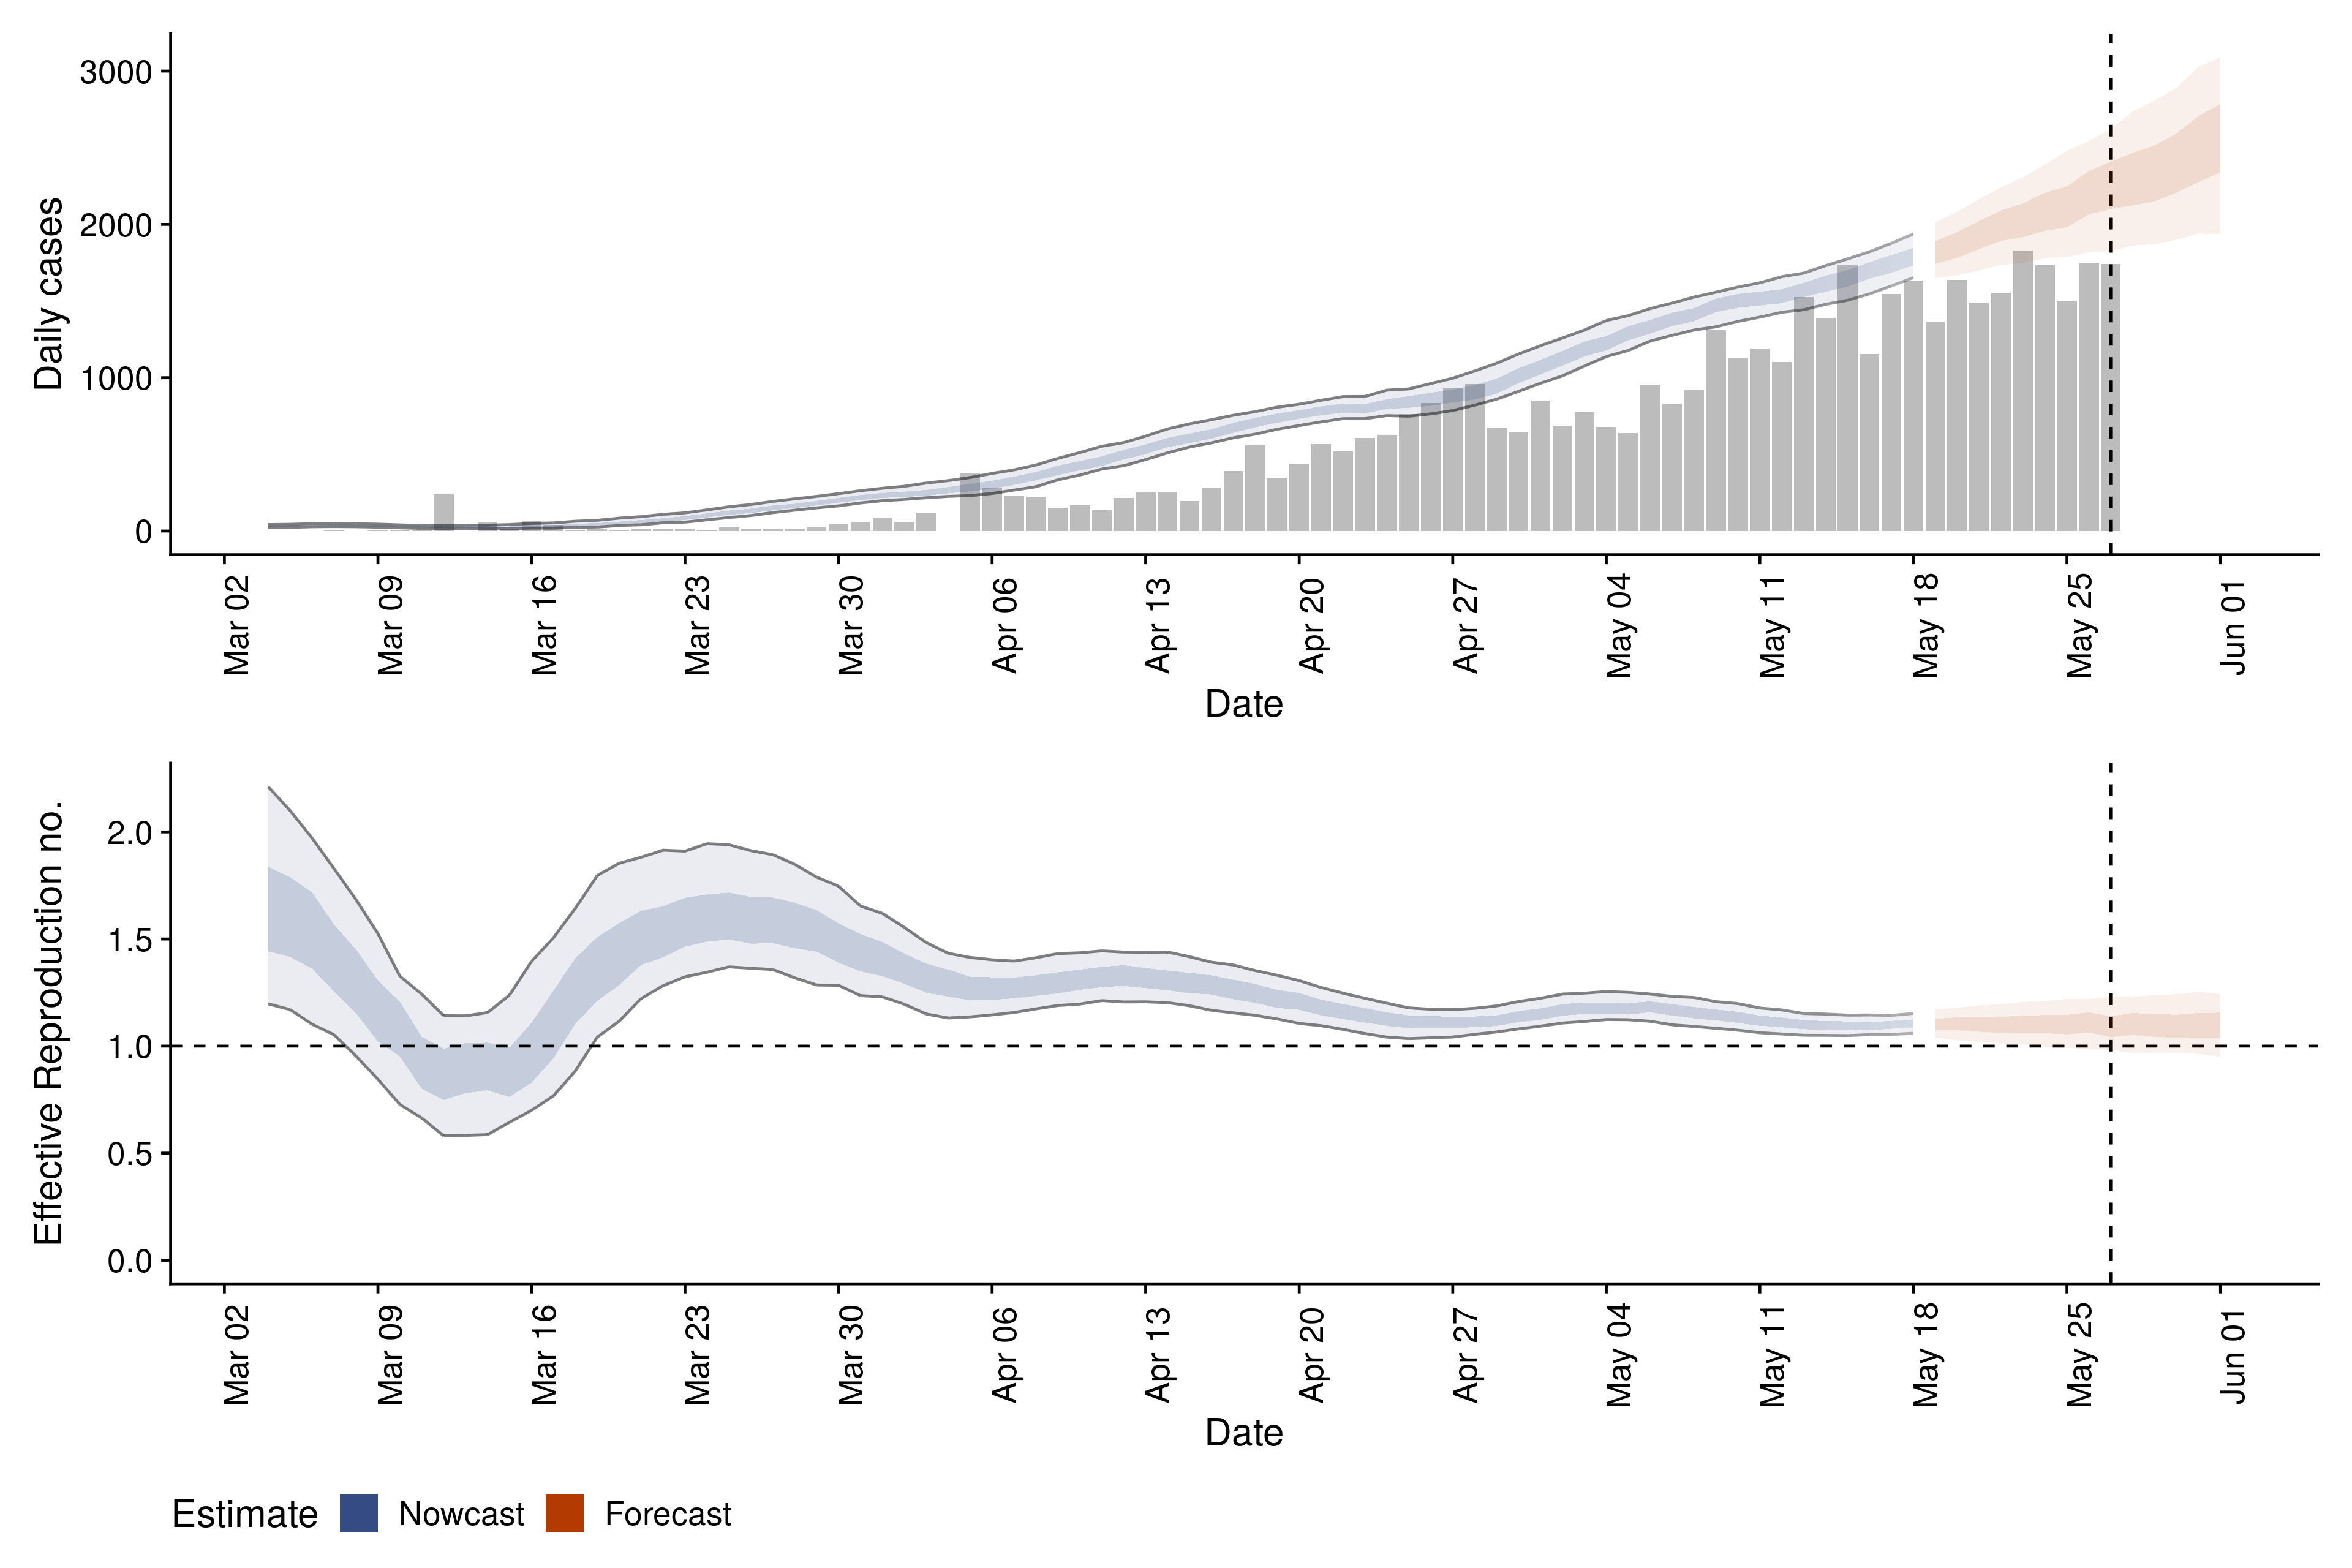 Daily cases
3000
2000
1000
0
Mar 02
Mar 09
Mar 16
Mar 23
Mar 30
Apr 06
Apr 13
Apr 20
Apr 27
May 04
May 11
May 18
May 25
Jun 01
Date
Effective Reproduction no.
2.0
1.5
1.0
0.5
0.0
Mar 02
Mar 09
Mar 16
Mar 23
Mar 30
Apr 06
Apr 13
Apr 20
Apr 27
May 04
May 11
May 18
May 25
Jun 01
Date
Estimate Nowcast Forecast